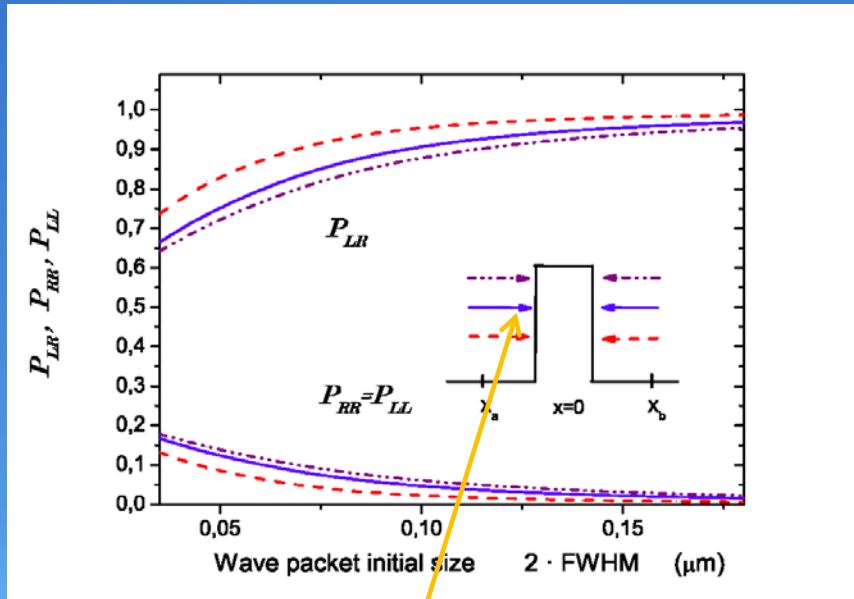 1,0
0,9
0,8
0,7
0,6
0,5
0,4
0,3
0,2
0,1
0,0
P_LR, P_RR, P_LL
P_LR
P_RR=P_LL
x_a x=0 x_b
0,05 0,10 0,15
Wave packet initial size 2 · FWHM (μm)